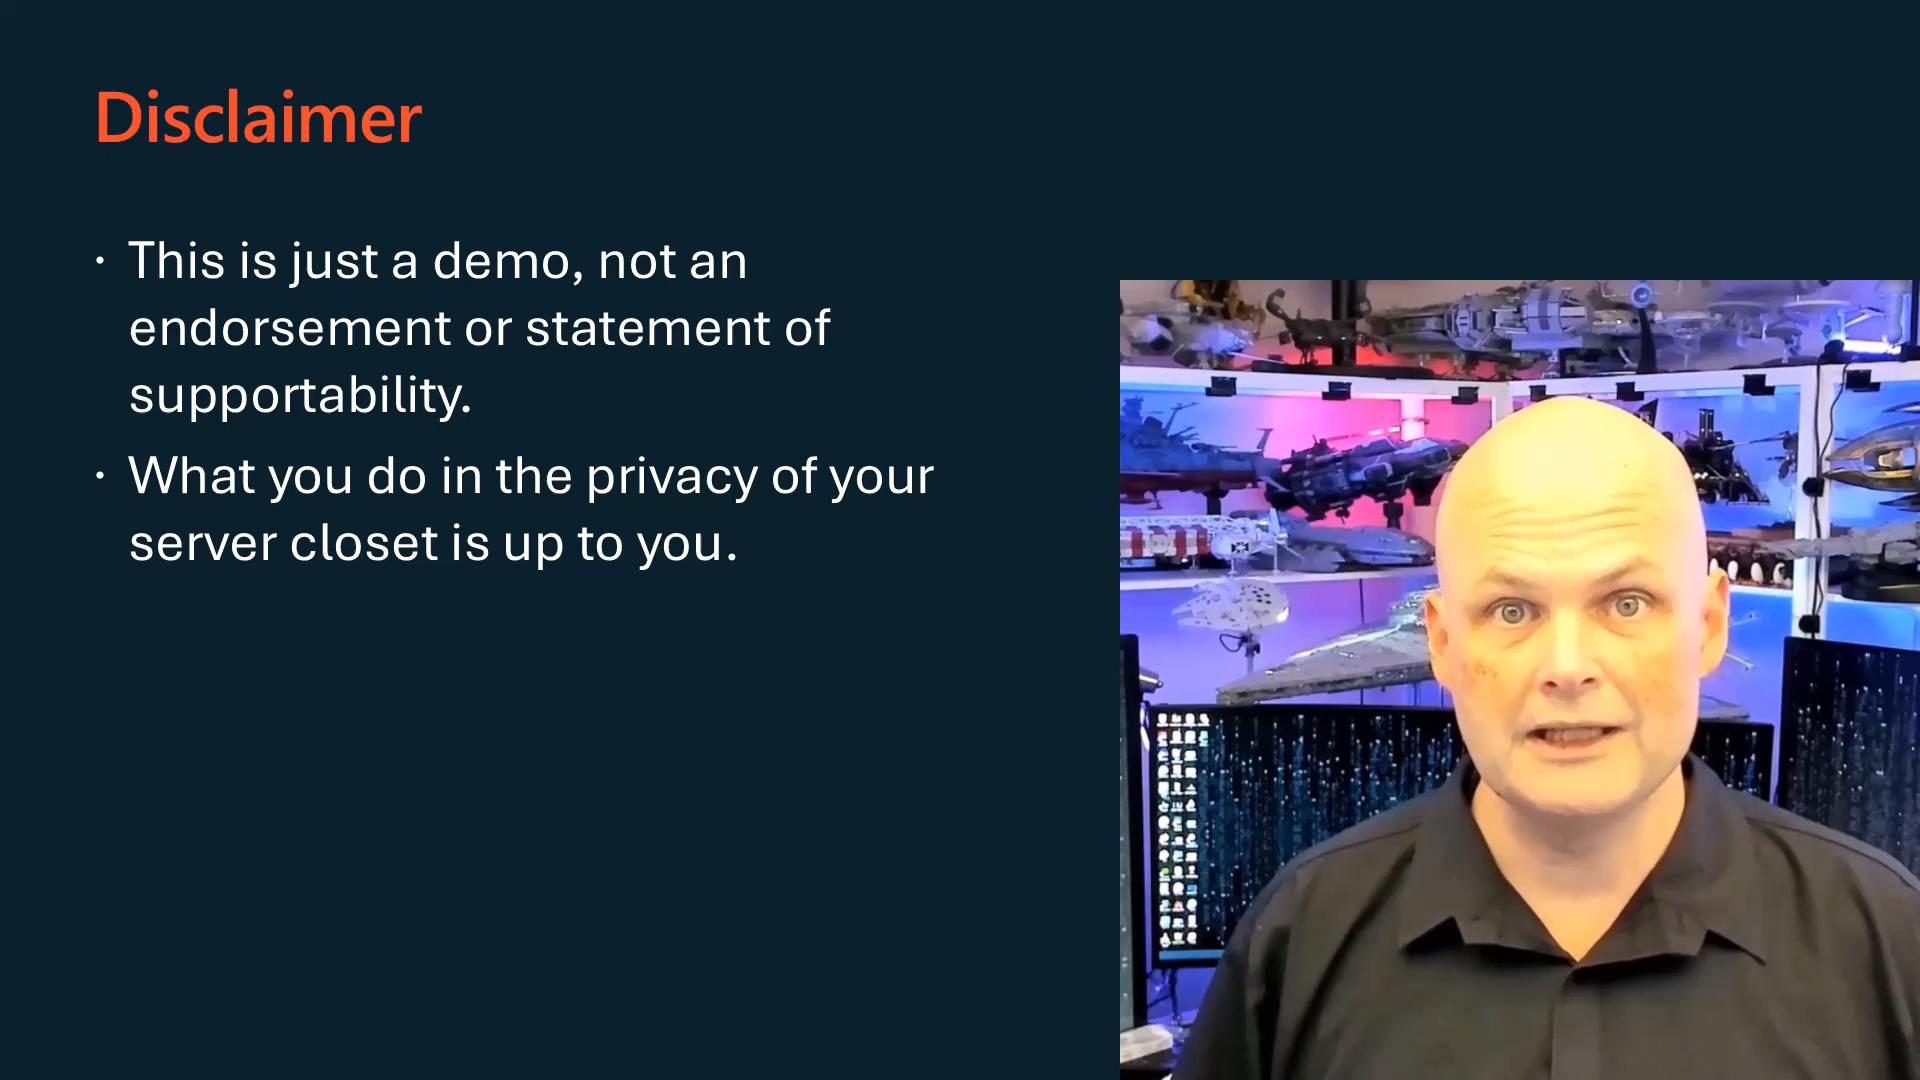 Disclaimer
· This is just a demo, not an
endorsement or statement of
supportability.
· What you do in the privacy of your
server closet is up to you.